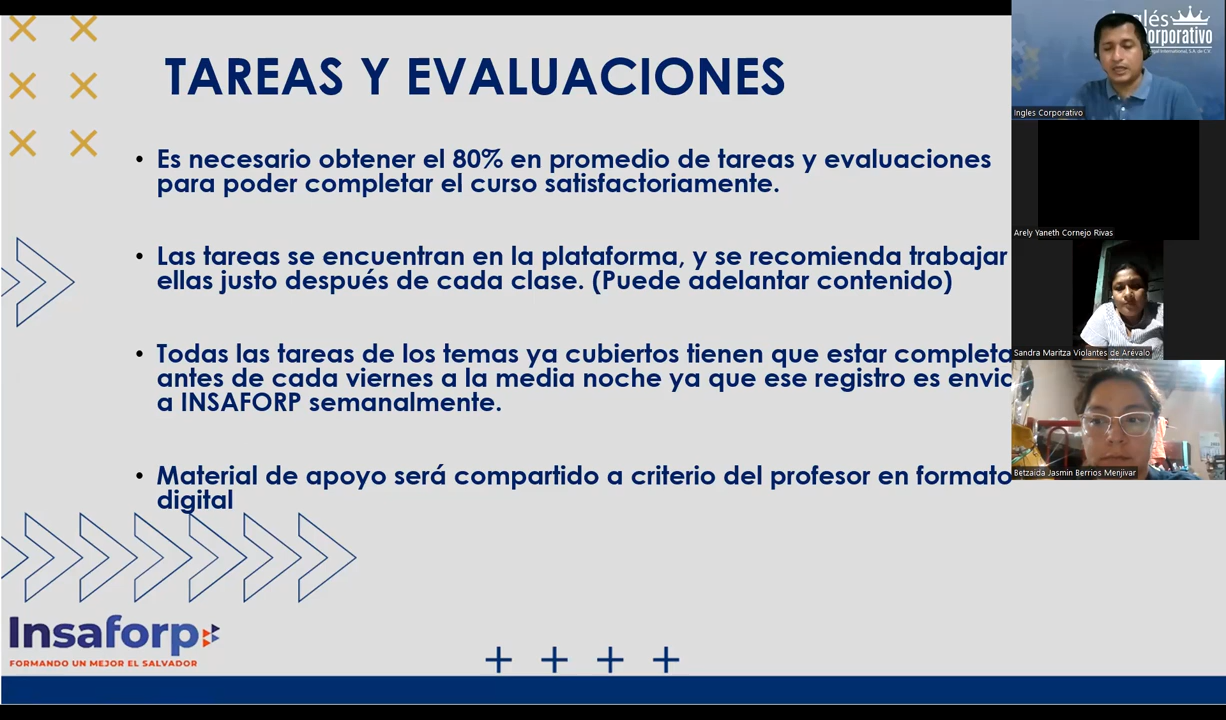 TAREAS Y EVALUACIONES
• Es necesario obtener el 80% en promedio de tareas y evaluaciones
para poder completar el curso satisfactoriamente.
• Las tareas se encuentran en la plataforma, y se recomienda trabajar
ellas justo después de cada clase. (Puede adelantar contenido)
• Todas las tareas de los temas ya cubiertos tienen que estar completa
antes de cada viernes a la media noche ya que ese registro es envia
a INSAFORP semanalmente.
• Material de apoyo será compartido a criterio del profesor en formato
digital
Insaforp
FORMANDO UN MEJOR EL SALVADOR
Inglés
Corporativo
Ingles Corporativo
Arely Yaneth Cornejo Rivas
Sandra Maritza Violantes de Arévalo
Betzaida Jasmin Berrios Menjivar